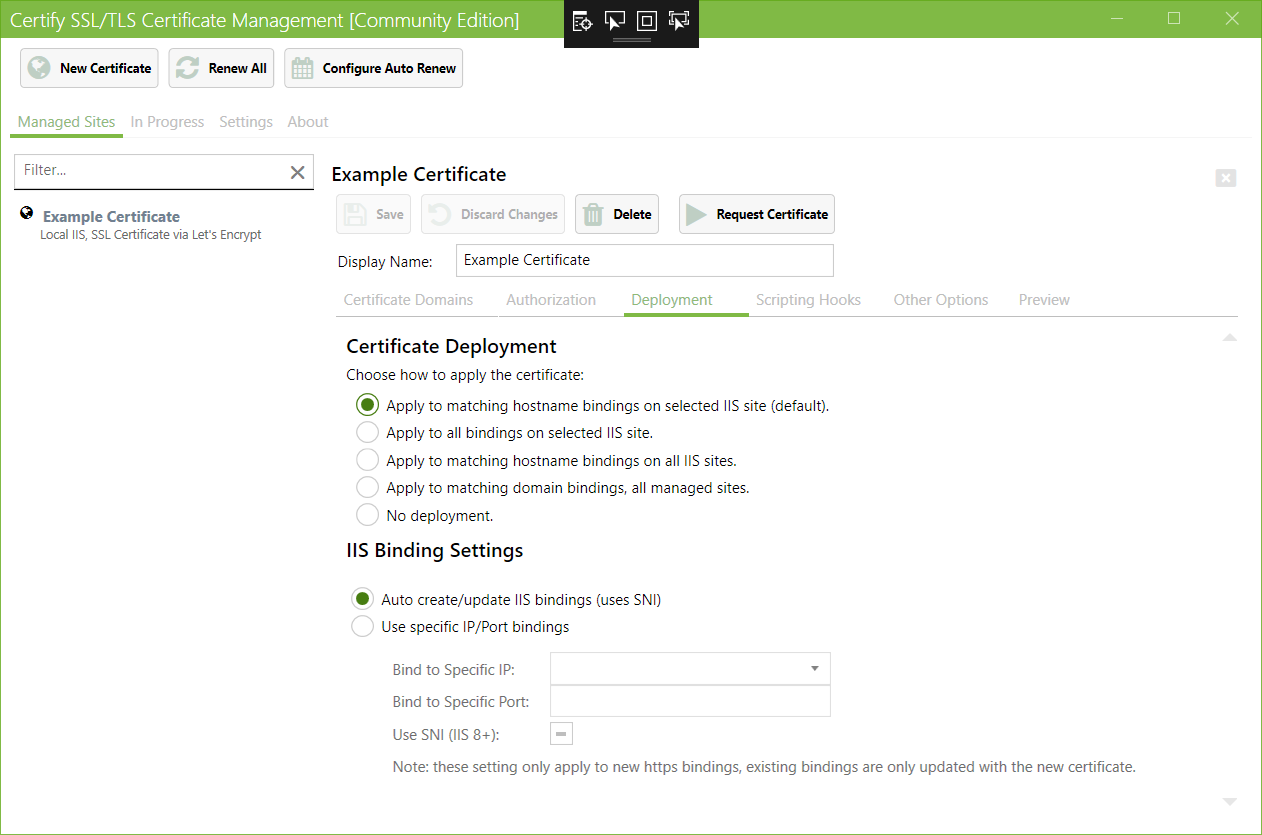 Certify SSL/TLS Certificate Management [Community Edition]
New Certificate
Renew All
Configure Auto Renew
Managed Sites
In Progress
Settings
About
Filter...
Example Certificate
Local IIS, SSL Certificate via Let's Encrypt
Example Certificate
Save
Discard Changes
Delete
Request Certificate
Display Name:
Example Certificate
Certificate Domains
Authorization
Deployment
Scripting Hooks
Other Options
Preview
Certificate Deployment
Choose how to apply the certificate:
Apply to matching hostname bindings on selected IIS site (default).
Apply to all bindings on selected IIS site.
Apply to matching hostname bindings on all IIS sites.
Apply to matching domain bindings, all managed sites.
No deployment.
IIS Binding Settings
Auto create/update IIS bindings (uses SNI)
Use specific IP/Port bindings
Bind to Specific IP:
Bind to Specific Port:
Use SNI (IIS 8+):
Note: these setting only apply to new https bindings, existing bindings are only updated with the new certificate.